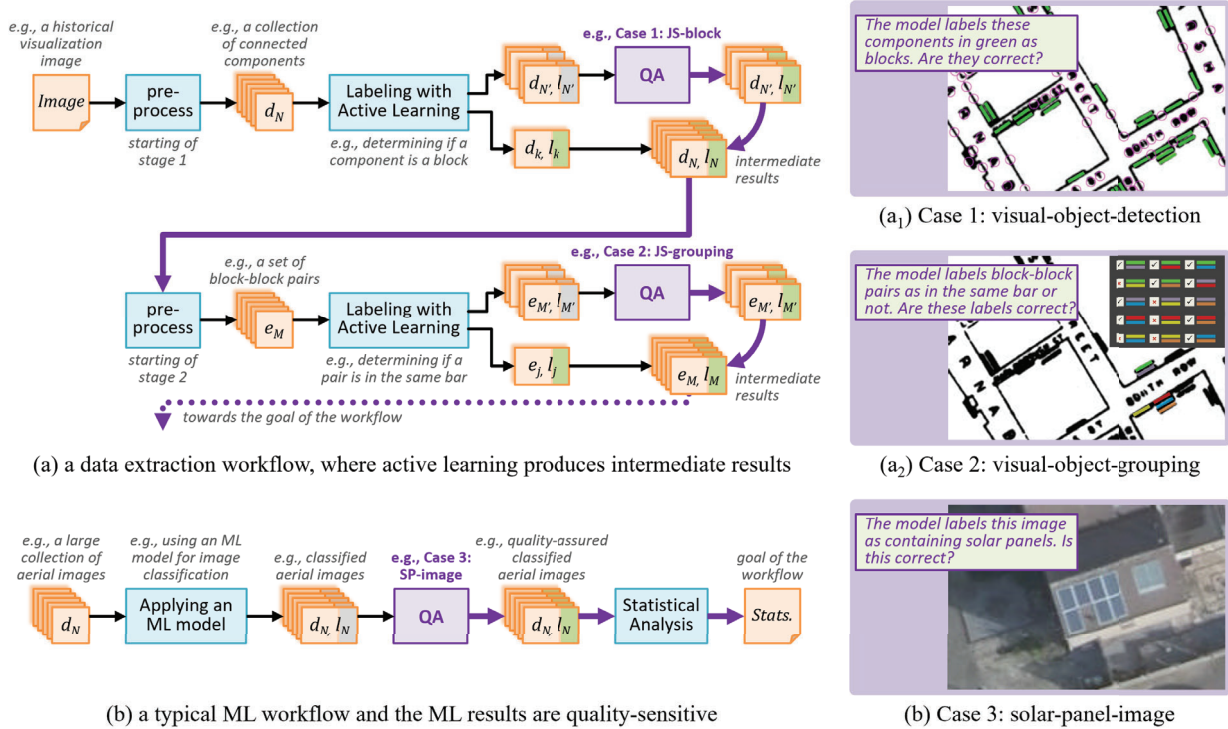 e.g., a historical
visualization
image
Image
pre-
process
starting of
stage 1
e.g., a collection
of connected
components
d_N
Labeling with
Active Learning
e.g., determining if a
component is a block
d_N', l_N'
e.g., Case 1: JS-block
QA
d_N', l_N'
d_k, l_k
d_N, l_N
intermediate
results
pre-
process
starting of
stage 2
e.g., a set of
block-block pairs
e_M
Labeling with
Active Learning
e.g., determining if a
pair is in the same bar
e_M', l_M'
e.g., Case 2: JS-grouping
QA
e_M', l_M'
e_j, l_j
e_M, l_M
intermediate
results
towards the goal of the workflow
(a) a data extraction workflow, where active learning produces intermediate results
e.g., a large
collection of
aerial images
d_N
e.g., using an ML
model for image
classification
Applying an
ML model
e.g., classified
aerial images
d_N, l_N
e.g., Case 3:
SP-image
QA
e.g., quality-assured
classified
aerial images
d_N, l_N
Statistical
Analysis
goal of the
workflow
Stats.
(b) a typical ML workflow and the ML results are quality-sensitive
The model labels these
components in green as
blocks. Are they correct?
SOUTH ROW
(a1) Case 1: visual-object-detection
The model labels block-block
pairs as in the same bar or
not. Are these labels correct?
SOUTH ROW
(a2) Case 2: visual-object-grouping
The model labels this image
as containing solar panels. Is
this correct?
(b) Case 3: solar-panel-image